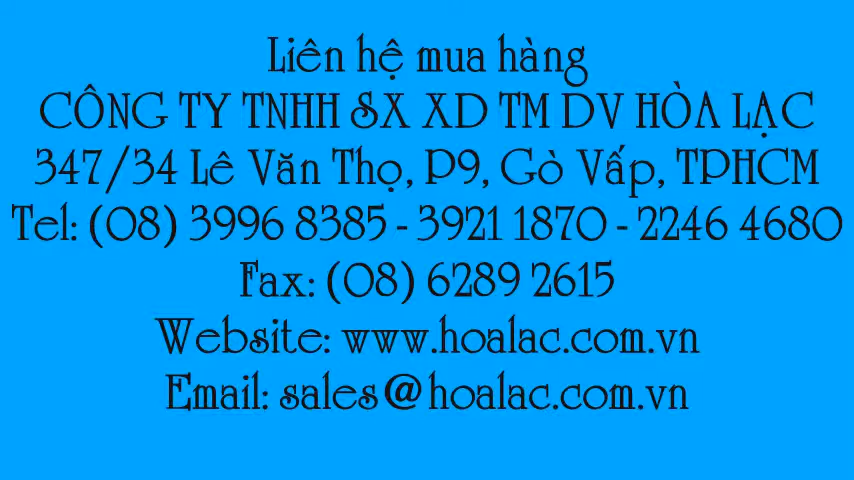 Liên hệ mua hàng
CÔNG TY TNHH SX XD TM DV HÒA LẠC
347/34 Lê Văn Thọ, P9, Gò Vấp, TPHCM
Tel: (08) 3996 8385 - 3921 1870 - 2246 4680
Fax: (08) 6289 2615
Website: www.hoalac.com.vn
Email: sales@hoalac.com.vn